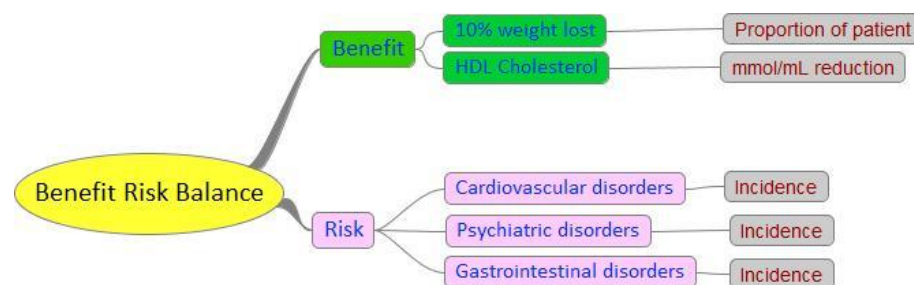 10% weight lost
Proportion of patient
Benefit
HDL Cholesterol
mmol/mL reduction
Benefit Risk Balance
Cardiovascular disorders
Incidence
Risk
Psychiatric disorders
Incidence
Gastrointestinal disorders
Incidence